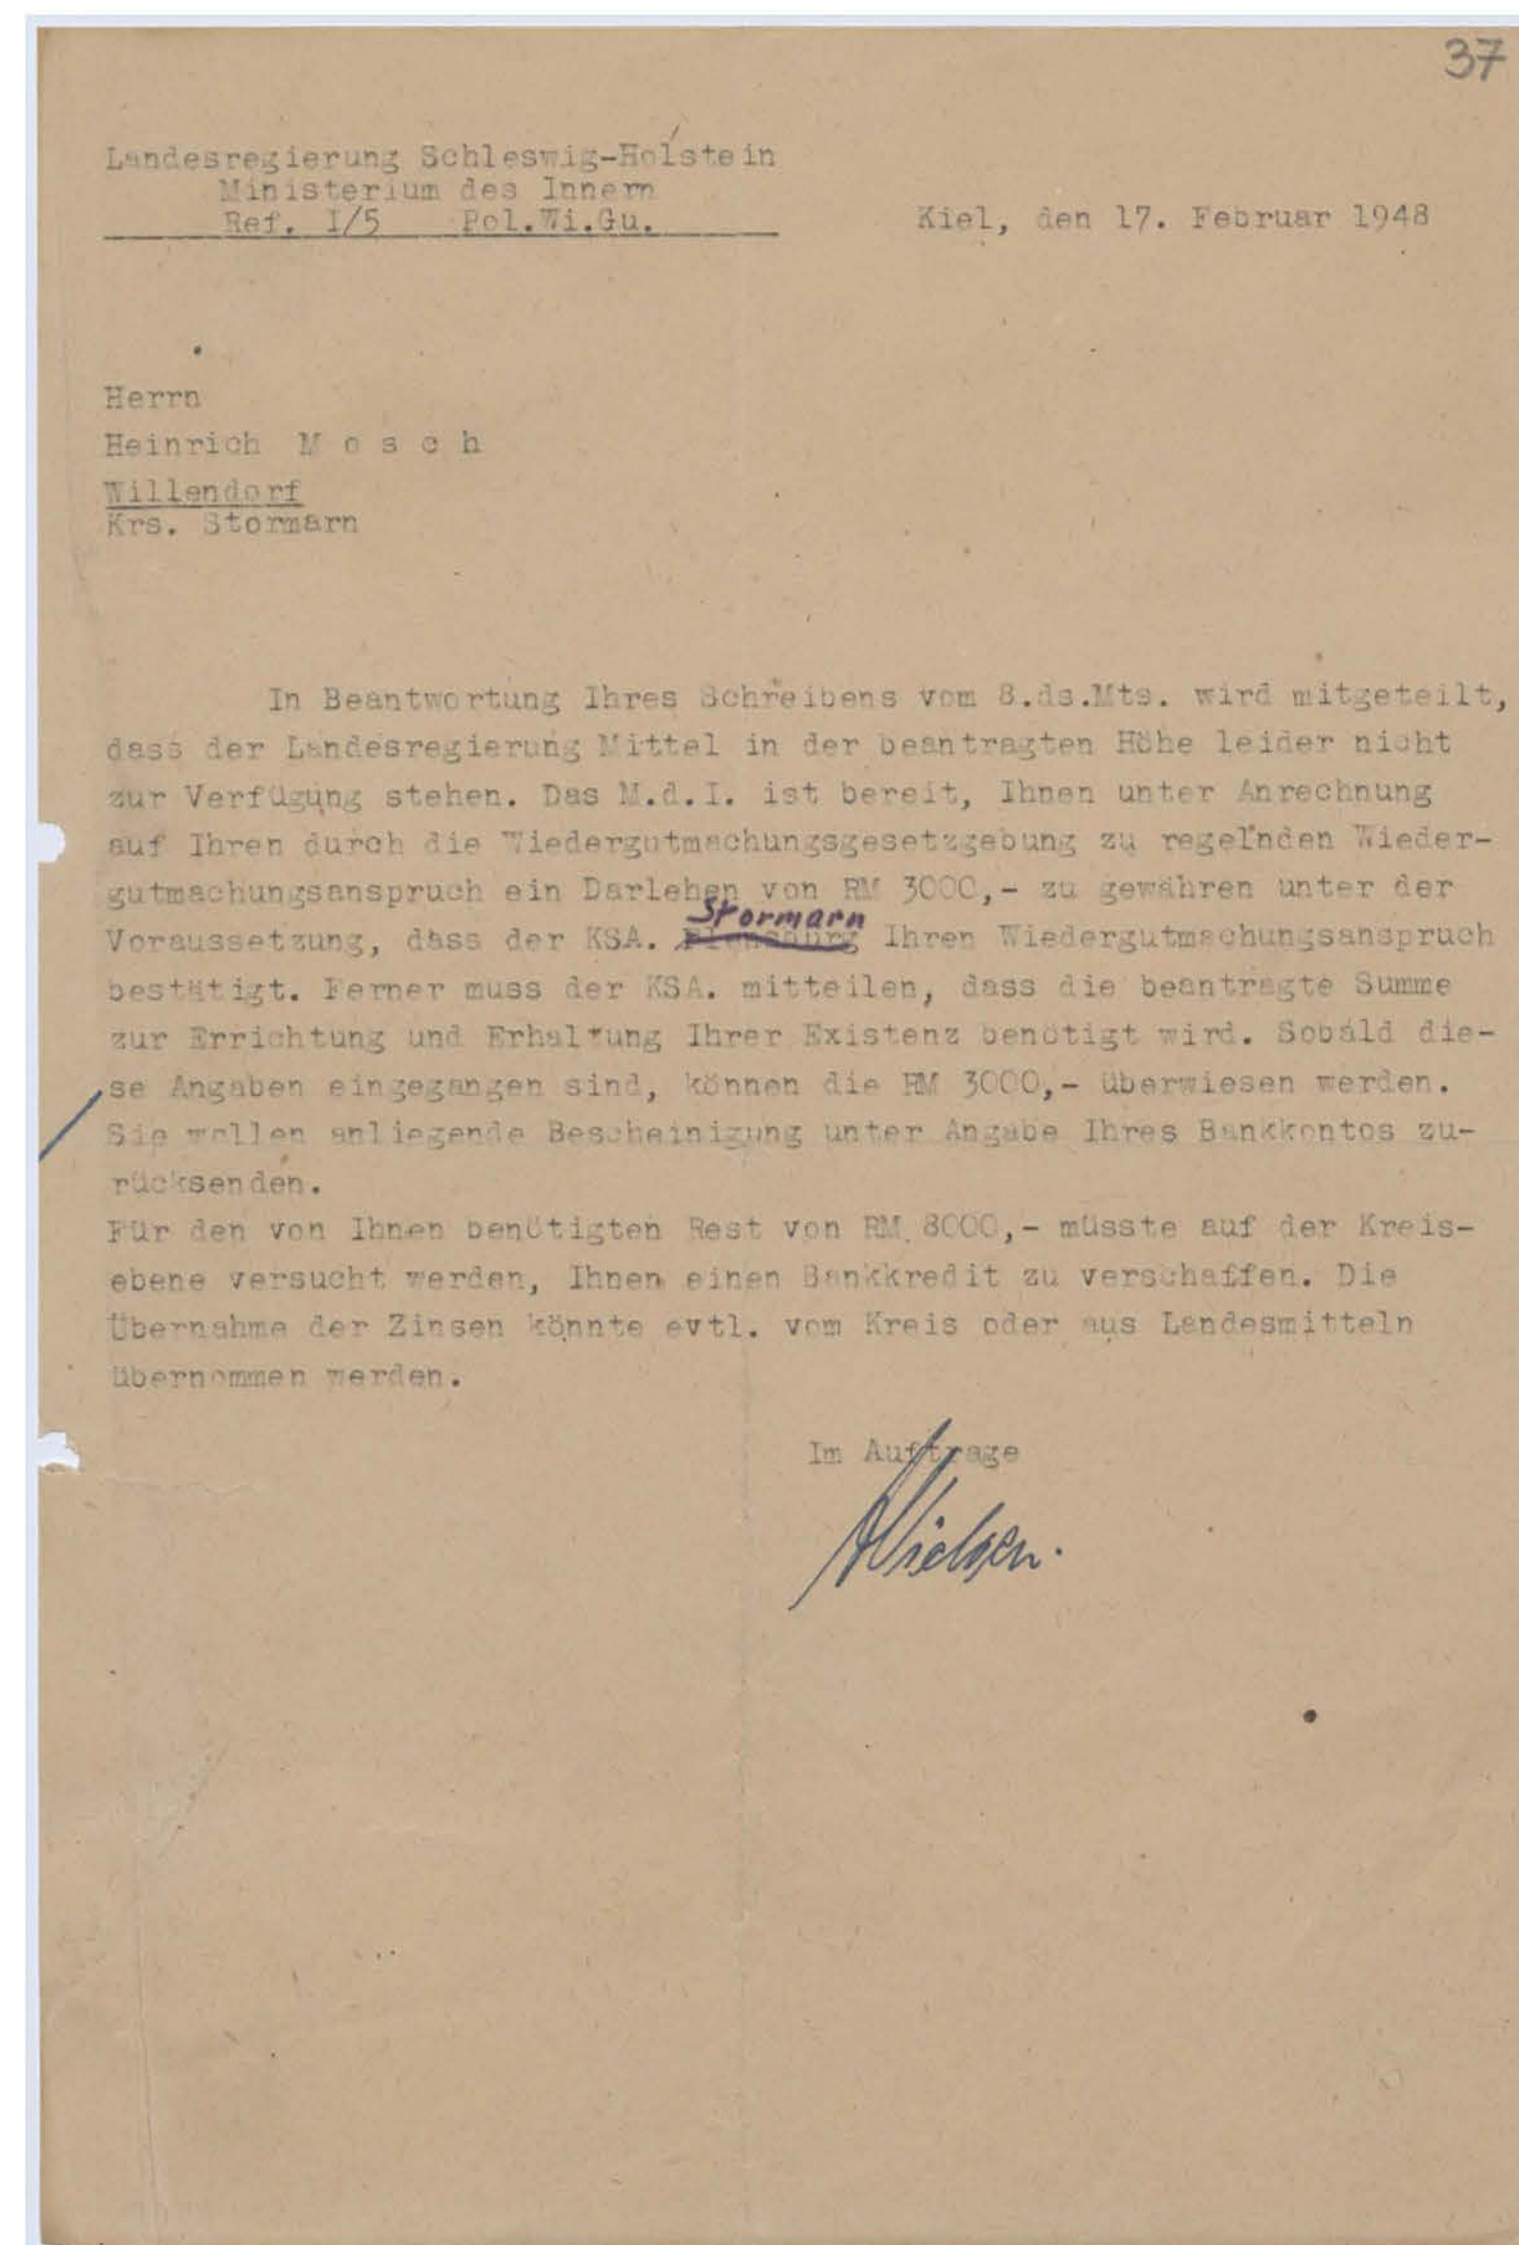 37
Landesregierung Schleswig-Holstein
Ministerium des Innern
Ref. I/5 Pol.Wi.Gu.
Kiel, den 17. Februar 1948
Herrn
Heinrich M o s c h
Willendorf
Krs. Stormarn
In Beantwortung Ihres Schreibens vom 8.ds.Mts. wird mitgeteilt,
dass der Landesregierung Mittel in der beantragten Höhe leider nicht
zur Verfügung stehen. Das M.d.I. ist bereit, Ihnen unter Anrechnung
auf Ihren durch die Wiedergutmachungsgesetzgebung zu regelnden Wieder-
gutmachungsanspruch ein Darlehen von RM 3000,- zu gewähren unter der
Stormarn
Voraussetzung, dass der KSA. Flensburg Ihren Wiedergutmachungsanspruch
bestätigt. Ferner muss der KSA. mitteilen, dass die beantragte Summe
zur Errichtung und Erhaltung Ihrer Existenz benötigt wird. Sobald die-
se Angaben eingegangen sind, können die RM 3000,- überwiesen werden.
Sie wollen anliegende Bescheinigung unter Angabe Ihres Bankkontos zu-
rücksenden.
Für den von Ihnen benötigten Rest von RM 8000,- müsste auf der Kreis-
ebene versucht werden, Ihnen einen Bankkredit zu verschaffen. Die
Übernahme der Zinsen könnte evtl. vom Kreis oder aus Landesmitteln
übernommen werden.
Im Auftrage
Nielsen.